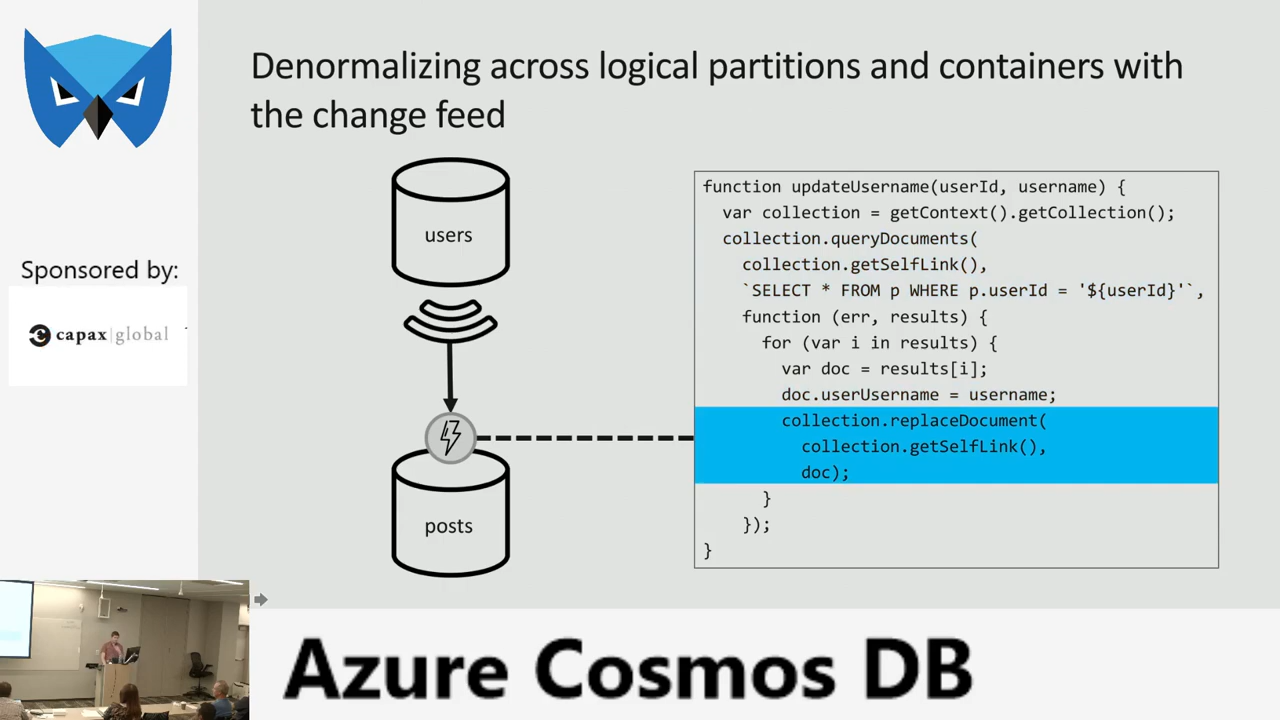 Denormalizing across logical partitions and containers with
the change feed
users
posts
function updateUsername(userId, username) {
var collection = getContext().getCollection();
collection.queryDocuments(
collection.getSelfLink(),
`SELECT * FROM p WHERE p.userId = '${userId}'`,
function (err, results) {
for (var i in results) {
var doc = results[i];
doc.userUsername = username;
collection.replaceDocument(
collection.getSelfLink(),
doc);
}
});
}
Sponsored by:
capax|global
Azure Cosmos DB